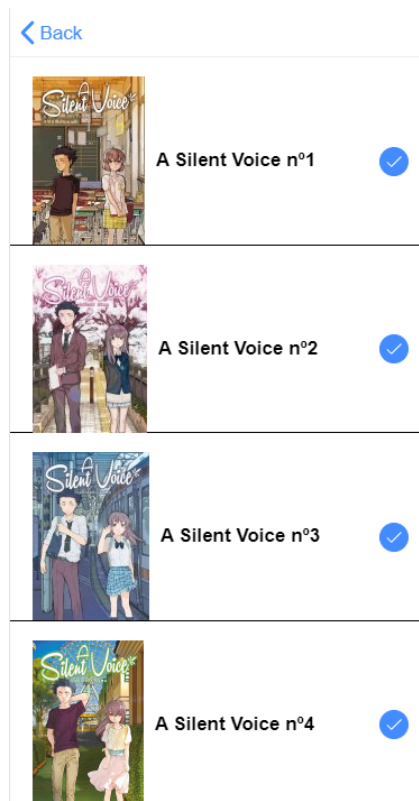 Back
A
Silent Voice
A Silent Voice nº1
A
Silent Voice
A Silent Voice nº2
A
Silent Voice
A Silent Voice nº3
A
Silent Voice
A Silent Voice nº4